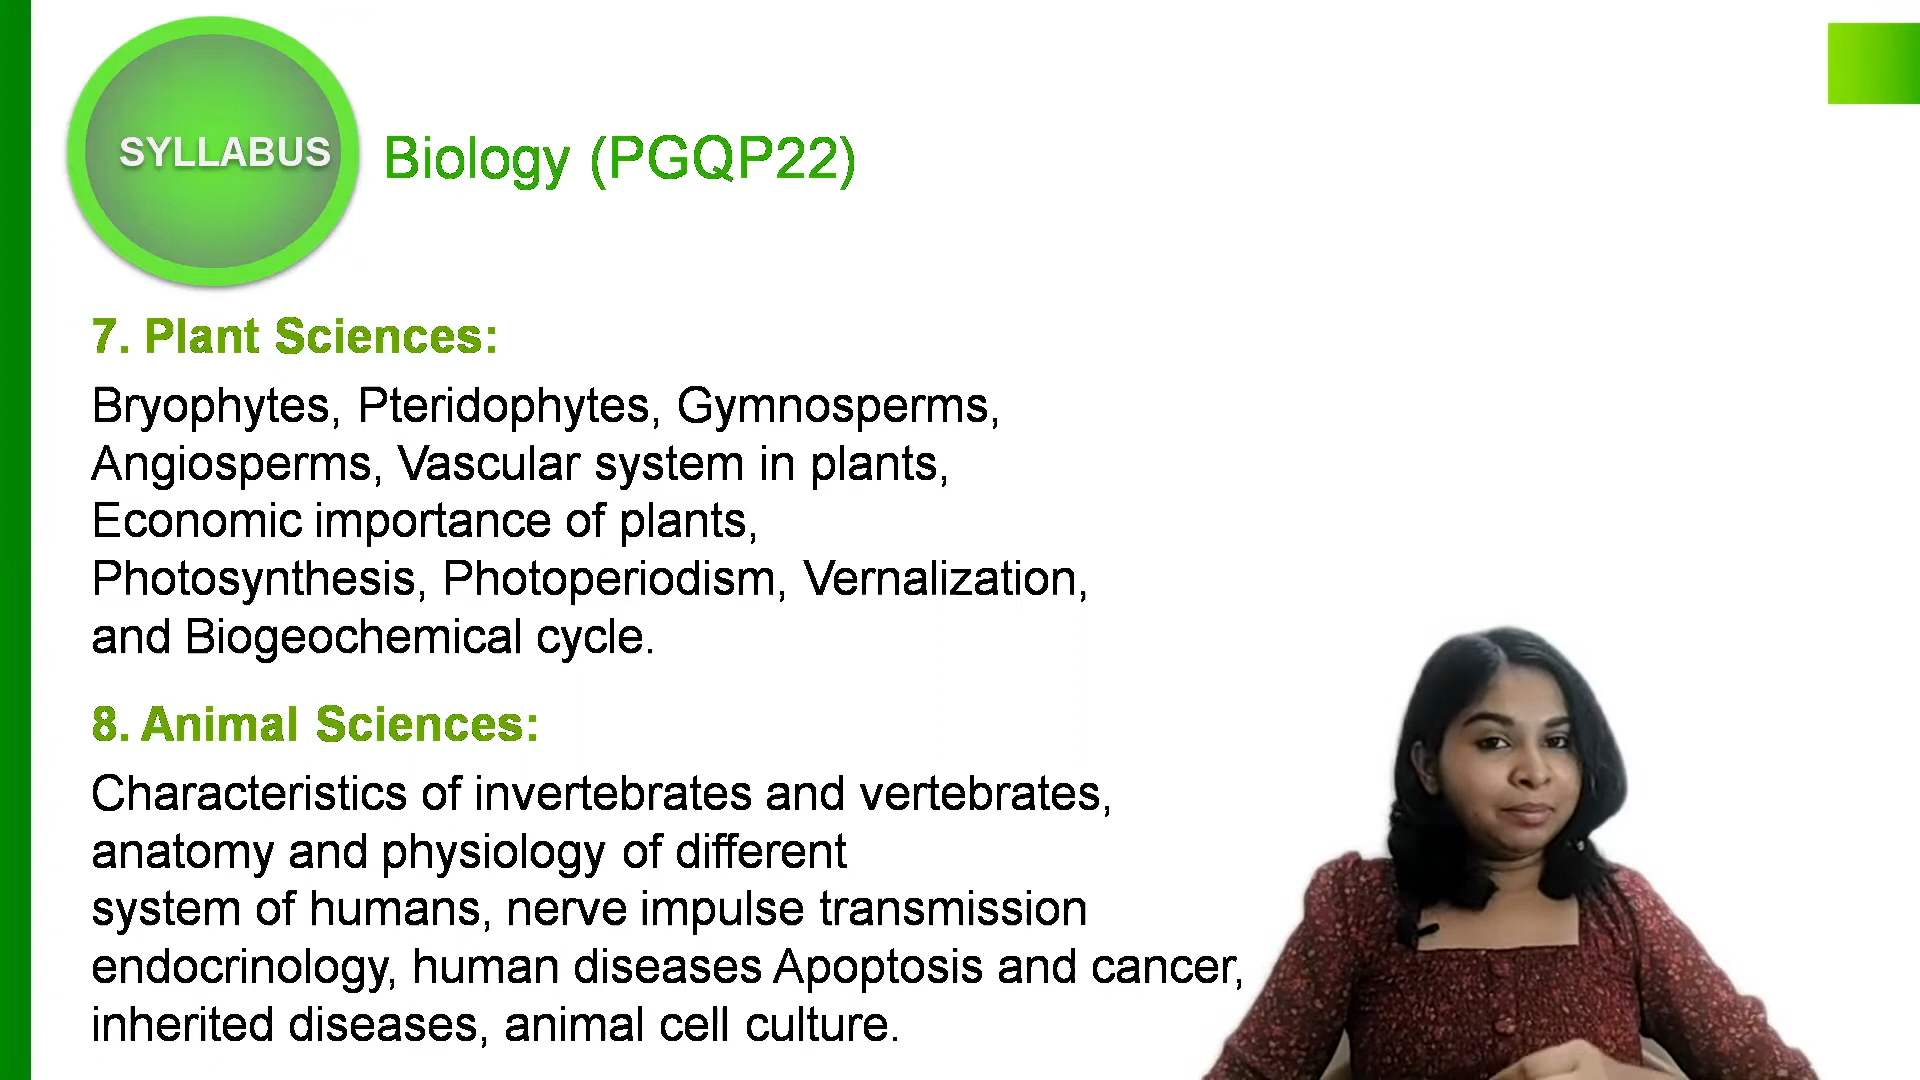 SYLLABUS
Biology (PGQP22)
7. Plant Sciences:
Bryophytes, Pteridophytes, Gymnosperms,
Angiosperms, Vascular system in plants,
Economic importance of plants,
Photosynthesis, Photoperiodism, Vernalization,
and Biogeochemical cycle.
8. Animal Sciences:
Characteristics of invertebrates and vertebrates,
anatomy and physiology of different
system of humans, nerve impulse transmission
endocrinology, human diseases Apoptosis and cancer,
inherited diseases, animal cell culture.